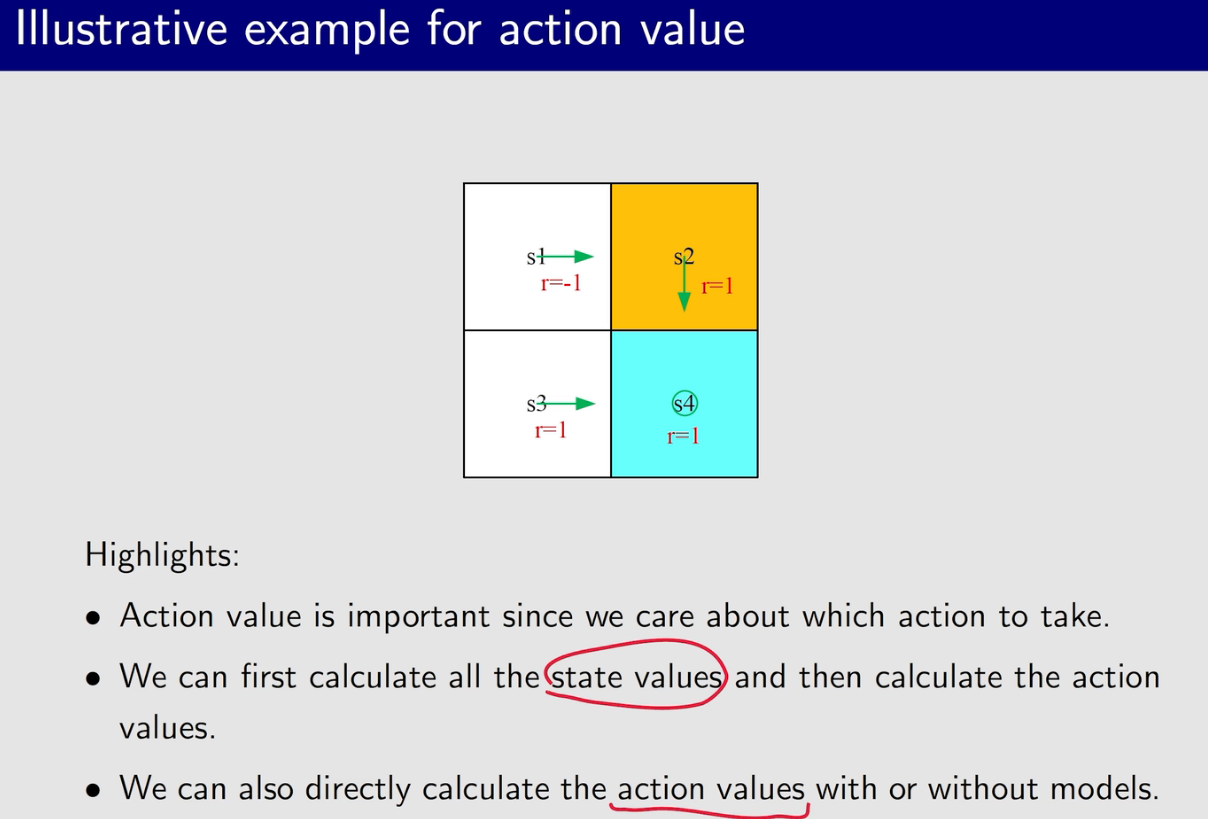 Illustrative example for action value
s1
s2
r=-1
r=1
s3
s4
r=1
r=1
Highlights:
• Action value is important since we care about which action to take.
• We can first calculate all the state values and then calculate the action
values.
• We can also directly calculate the action values with or without models.